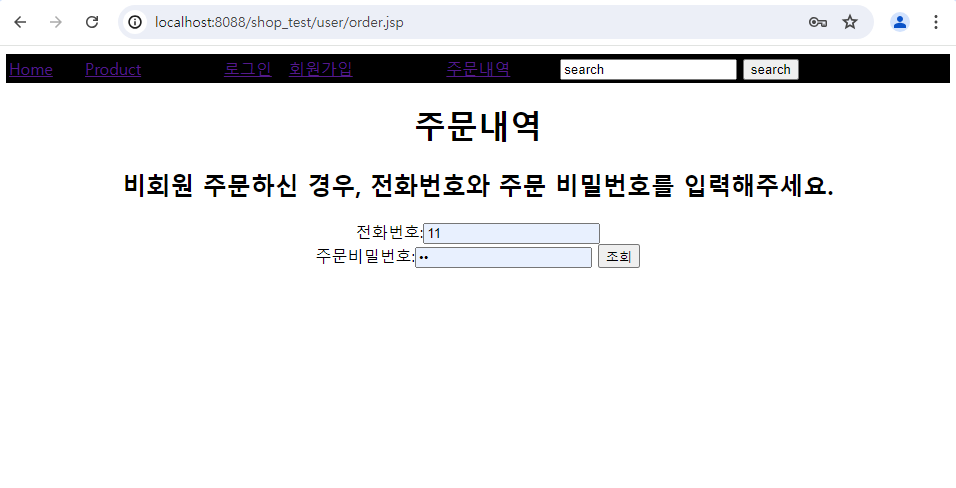 localhost:8088/shop_test/user/order.jsp
Home Product 로그인 회원가입 주문내역 search search
주문내역
비회원 주문하신 경우, 전화번호와 주문 비밀번호를 입력해주세요.
전화번호: 11
주문비밀번호: •• 조회